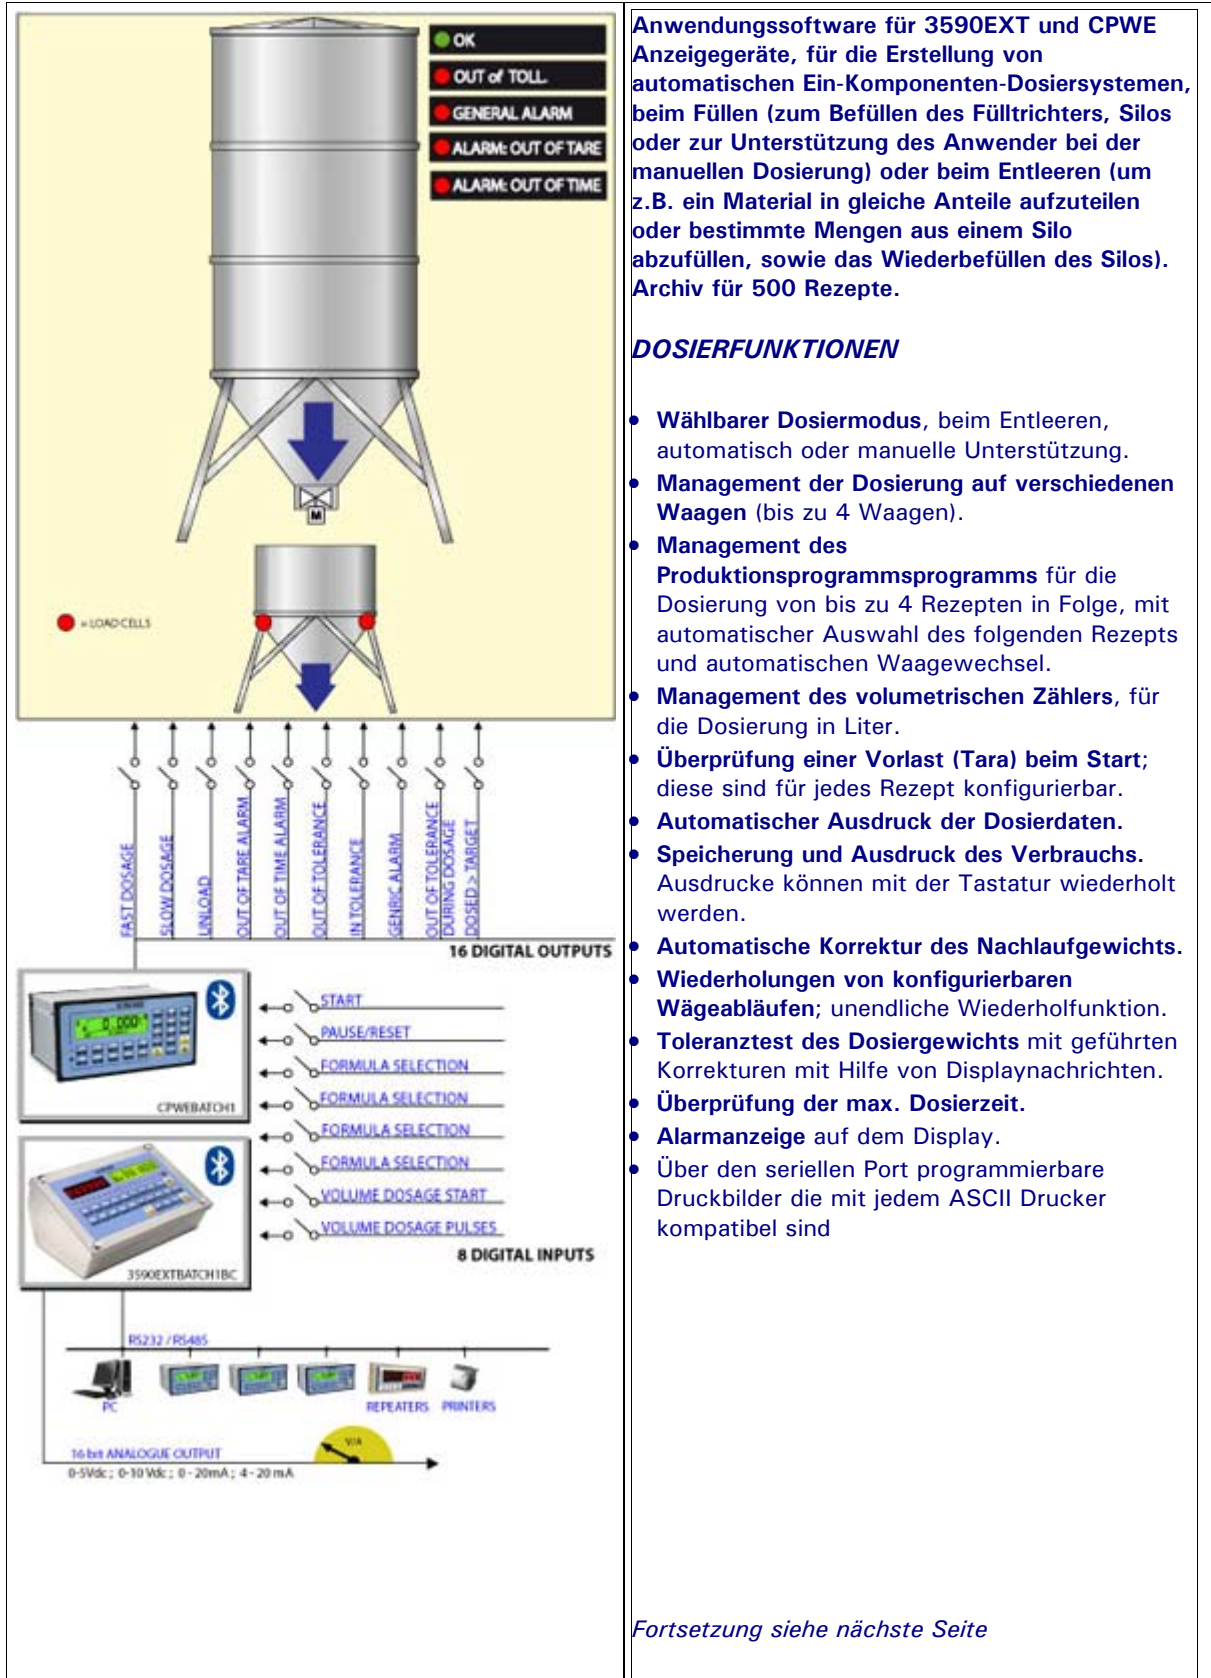 OK
OUT of TOLL.
GENERAL ALARM
ALARM: OUT OF TARE
ALARM: OUT OF TIME
= LOAD CELLS
FAST DOSAGE
SLOW DOSAGE
UNLOAD
OUT OF TARE ALARM
OUT OF TIME ALARM
OUT OF TOLERANCE
IN TOLERANCE
GENRIC ALARM
OUT OF TOLERANCE
DURING DOSAGE
DOSED > TARGET
16 DIGITAL OUTPUTS
M
0.000
CPWEBATCH1
START
PAUSE/RESET
FORMULA SELECTION
FORMULA SELECTION
FORMULA SELECTION
FORMULA SELECTION
VOLUME DOSAGE START
VOLUME DOSAGE PULSES
8 DIGITAL INPUTS
3590EXTBATCH1BC
RS232 / RS485
PC
REPEATERS
PRINTERS
V/A
16 bit ANALOGUE OUTPUT
0-5Vdc ; 0-10 Vdc ; 0 - 20mA ; 4 - 20 mA
Anwendungssoftware für 3590EXT und CPWE
Anzeigegeräte, für die Erstellung von
automatischen Ein-Komponenten-Dosiersystemen,
beim Füllen (zum Befüllen des Fülltrichters, Silos
oder zur Unterstützung des Anwender bei der
manuellen Dosierung) oder beim Entleeren (um
z.B. ein Material in gleiche Anteile aufzuteilen
oder bestimmte Mengen aus einem Silo
abzufüllen, sowie das Wiederbefüllen des Silos).
Archiv für 500 Rezepte.
DOSIERFUNKTIONEN
• Wählbarer Dosiermodus, beim Entleeren,
automatisch oder manuelle Unterstützung.
• Management der Dosierung auf verschiedenen
Waagen (bis zu 4 Waagen).
• Management des
Produktionsprogrammsprogramms für die
Dosierung von bis zu 4 Rezepten in Folge, mit
automatischer Auswahl des folgenden Rezepts
und automatischen Waagewechsel.
• Management des volumetrischen Zählers, für
die Dosierung in Liter.
• Überprüfung einer Vorlast (Tara) beim Start;
diese sind für jedes Rezept konfigurierbar.
• Automatischer Ausdruck der Dosierdaten.
• Speicherung und Ausdruck des Verbrauchs.
Ausdrucke können mit der Tastatur wiederholt
werden.
• Automatische Korrektur des Nachlaufgewichts.
• Wiederholungen von konfigurierbaren
Wägeabläufen; unendliche Wiederholfunktion.
• Toleranztest des Dosiergewichts mit geführten
Korrekturen mit Hilfe von Displaynachrichten.
• Überprüfung der max. Dosierzeit.
• Alarmanzeige auf dem Display.
• Über den seriellen Port programmierbare
Druckbilder die mit jedem ASCII Drucker
kompatibel sind
Fortsetzung siehe nächste Seite